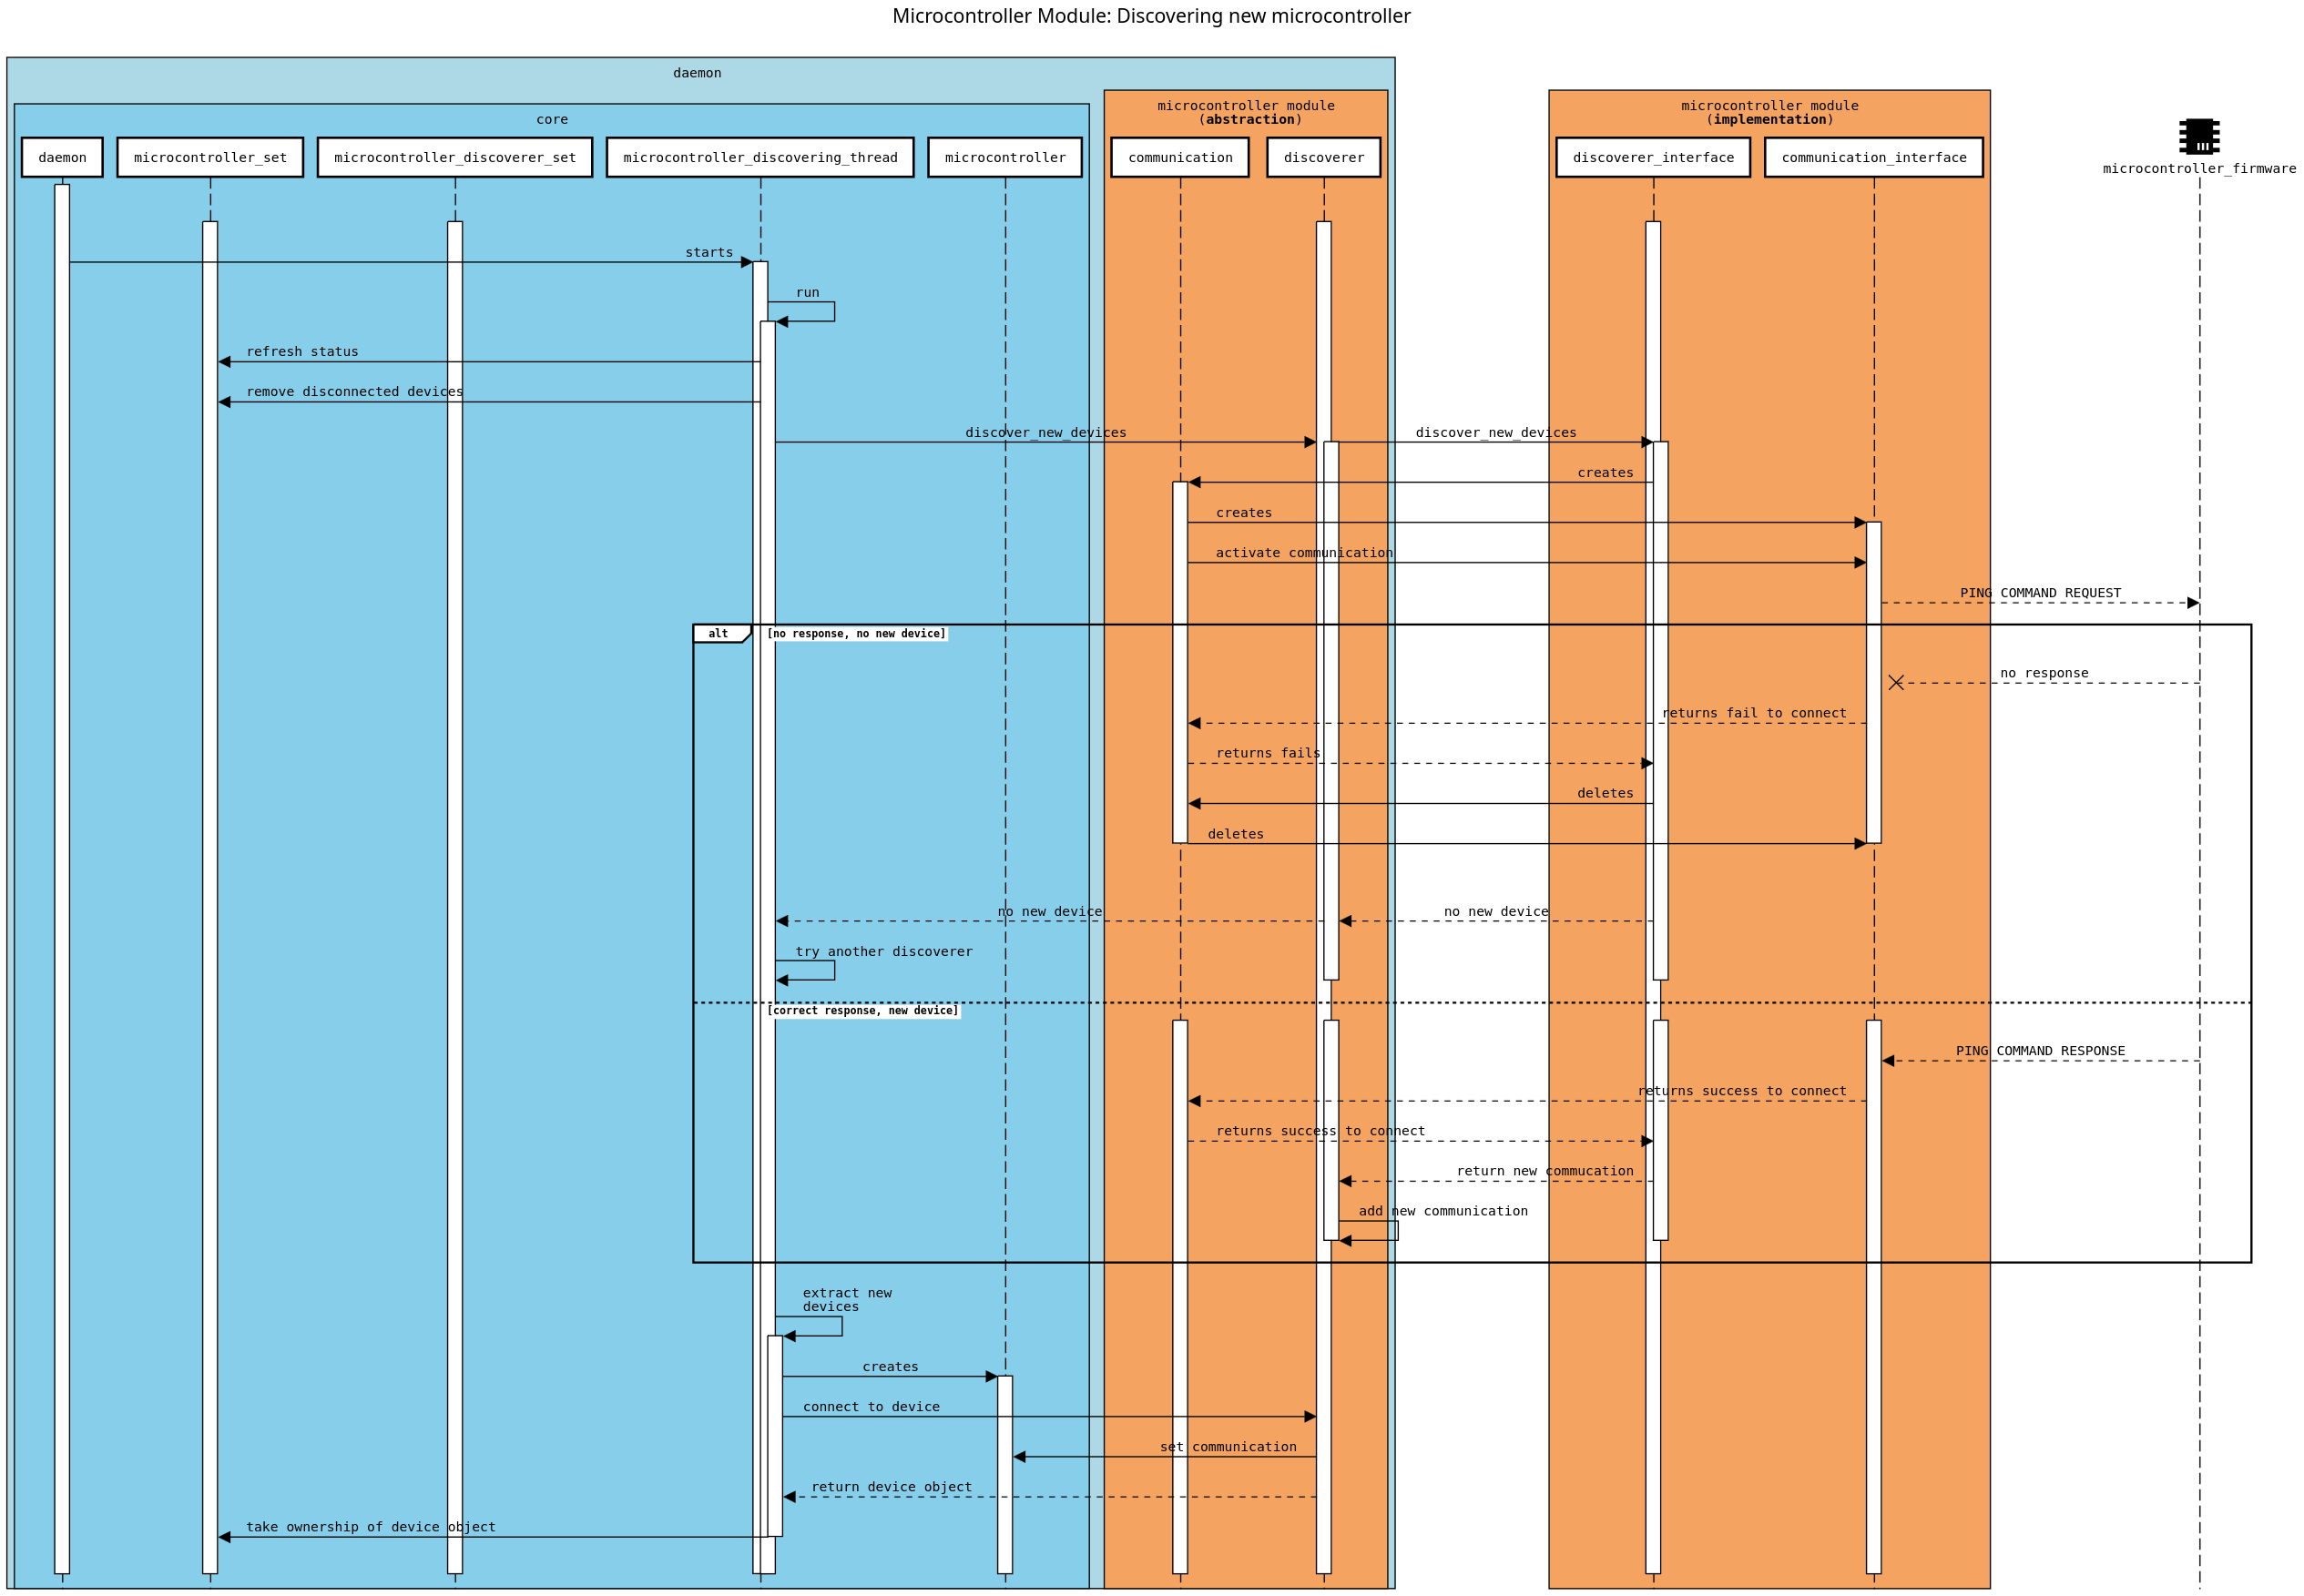 Microcontroller Module: Discovering new microcontroller
daemon
core
microcontroller module
(abstraction)
microcontroller module
(implementation)
daemon
microcontroller_set
microcontroller_discoverer_set
microcontroller_discovering_thread
microcontroller
communication
discoverer
discoverer_interface
communication_interface
microcontroller_firmware
starts
run
refresh status
remove disconnected devices
discover_new_devices
discover_new_devices
creates
creates
activate communication
PING COMMAND REQUEST
alt
[no response, no new device]
no response
returns fail to connect
returns fails
deletes
deletes
no new device
no new device
try another discoverer
[correct response, new device]
PING COMMAND RESPONSE
returns success to connect
returns success to connect
return new commucation
add new communication
extract new
devices
creates
connect to device
set communication
return device object
take ownership of device object